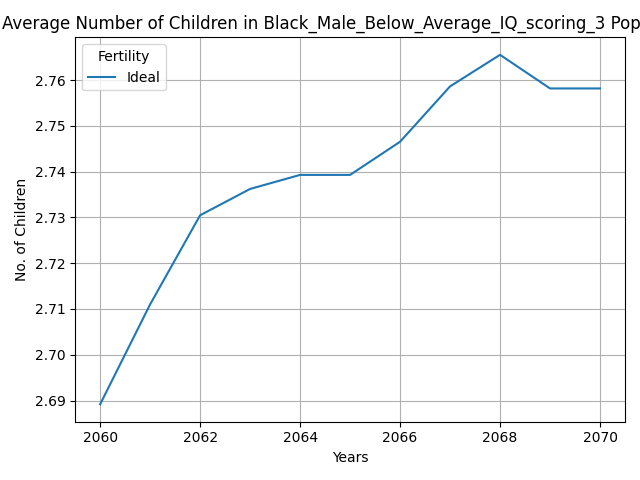 Average Number of Children in Black_Male_Below_Average_IQ_scoring_3 Pop
Fertility
Ideal
No. of Children
2.76
2.75
2.74
2.73
2.72
2.71
2.70
2.69
2060 2062 2064 2066 2068 2070
Years